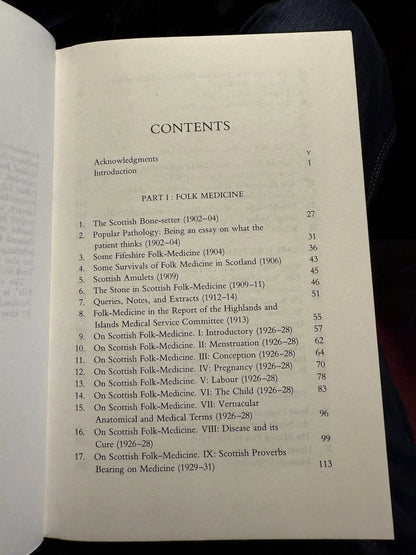 CONTENTS
Acknowledgments v
Introduction 1
PART I : FOLK MEDICINE
1. The Scottish Bone-setter (1902–04) 27
2. Popular Pathology: Being an essay on what the
patient thinks (1902–04) 31
3. Some Fifeshire Folk-Medicine (1904) 36
4. Some Survivals of Folk Medicine in Scotland (1906) 43
5. Scottish Amulets (1909) 45
6. The Stone in Scottish Folk-Medicine (1909–11) 46
7. Queries, Notes, and Extracts (1912–14) 51
8. Folk-Medicine in the Report of the Highlands and
Islands Medical Service Committee (1913) 55
9. On Scottish Folk-Medicine. I: Introductory (1926–28) 57
10. On Scottish Folk-Medicine. II: Menstruation (1926–28) 62
11. On Scottish Folk-Medicine. III: Conception (1926–28) 64
12. On Scottish Folk-Medicine. IV: Pregnancy (1926–28) 70
13. On Scottish Folk-Medicine. V: Labour (1926–28) 78
14. On Scottish Folk-Medicine. VI: The Child (1926–28) 83
15. On Scottish Folk-Medicine. VII: Vernacular
Anatomical and Medical Terms (1926–28) 96
16. On Scottish Folk-Medicine. VIII: Disease and its
Cure (1926–28) 99
17. On Scottish Folk–Medicine. IX: Scottish Proverbs
Bearing on Medicine (1929–31) 113